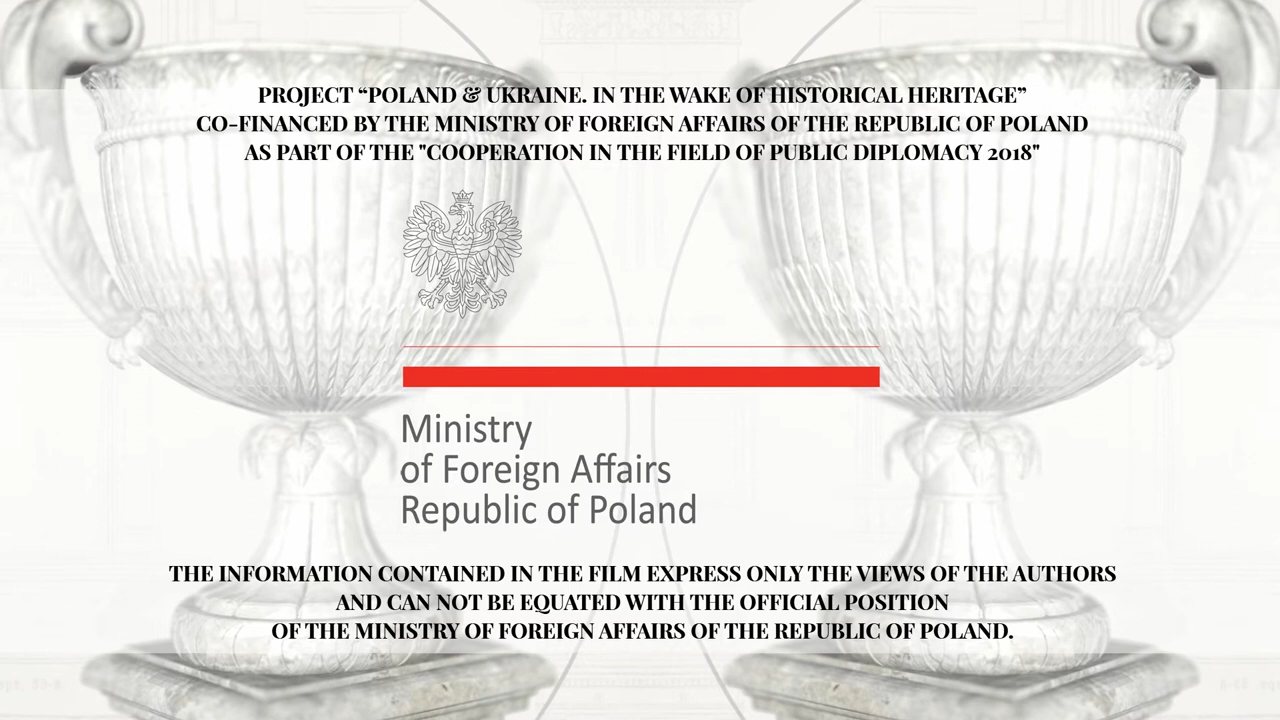 PROJECT “POLAND & UKRAINE. IN THE WAKE OF HISTORICAL HERITAGE”
CO-FINANCED BY THE MINISTRY OF FOREIGN AFFAIRS OF THE REPUBLIC OF POLAND
AS PART OF THE "COOPERATION IN THE FIELD OF PUBLIC DIPLOMACY 2018"
Ministry
of Foreign Affairs
Republic of Poland
THE INFORMATION CONTAINED IN THE FILM EXPRESS ONLY THE VIEWS OF THE AUTHORS
AND CAN NOT BE EQUATED WITH THE OFFICIAL POSITION
OF THE MINISTRY OF FOREIGN AFFAIRS OF THE REPUBLIC OF POLAND.